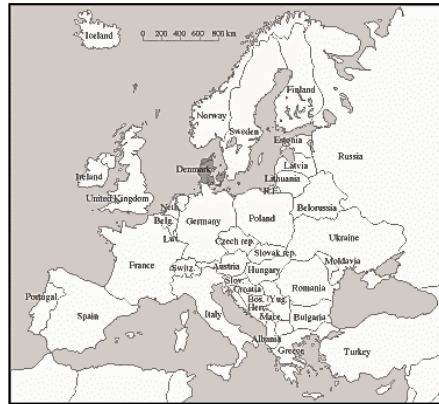 Iceland
0 200 400 600 800 km
Finland
Norway
Sweden
Estonia
Russia
Latvia
Denmark
Lithuania
R.F.
Ireland
United Kingdom
Belorussia
Neth.
Poland
Germany
Belg.
Lux.
Ukraine
Czech rep.
Slovak rep.
France
Moldavia
Switz.
Austria
Hungary
Slov.
Romania
Croatia
Bos.
Yug.
Herz.
Portugal
Italy
Spain
Bulgaria
Mace.
Albania
Turkey
Greece